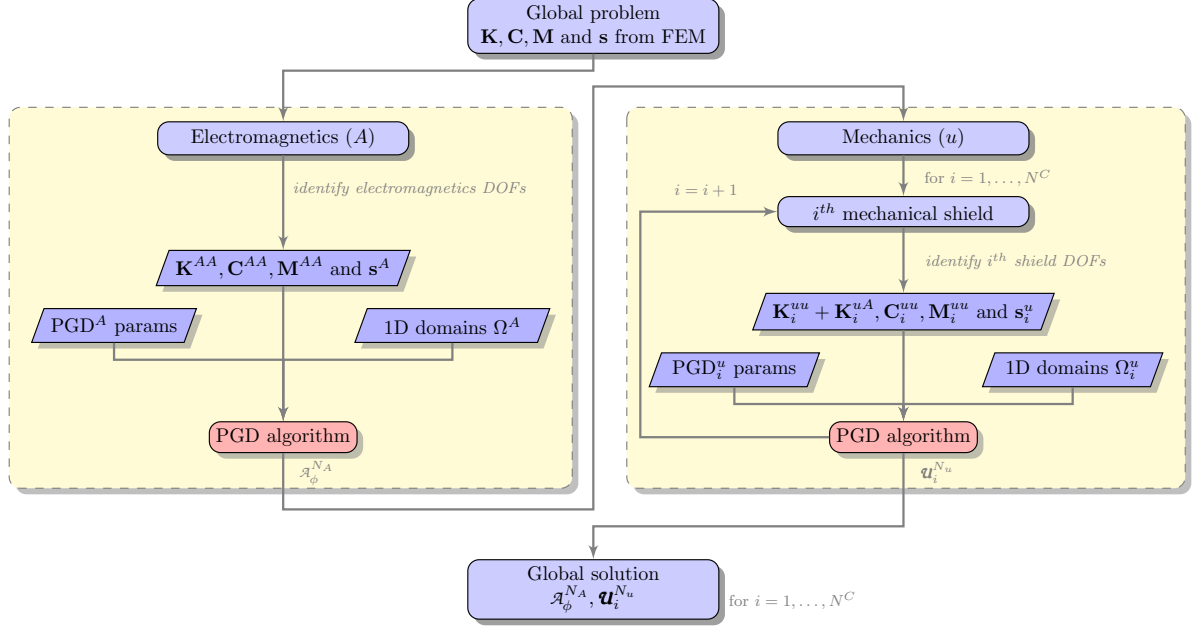 Global problem
K, C, M and s from FEM
Electromagnetics (A)
identify electromagnetics DOFs
K^{AA}, C^{AA}, M^{AA} and s^A
PGD^A params
1D domains Ω^A
PGD algorithm
𝒜_ϕ^{N_A}
Mechanics (u)
for i = 1, . . . , N^C
i = i + 1
i^{th} mechanical shield
identify i^{th} shield DOFs
K_i^{uu} + K_i^{uA}, C_i^{uu}, M_i^{uu} and s_i^u
PGD_i^u params
1D domains Ω_i^u
PGD algorithm
𝓤_i^{N_u}
Global solution
𝒜_ϕ^{N_A}, 𝓤_i^{N_u}
for i = 1, . . . , N^C